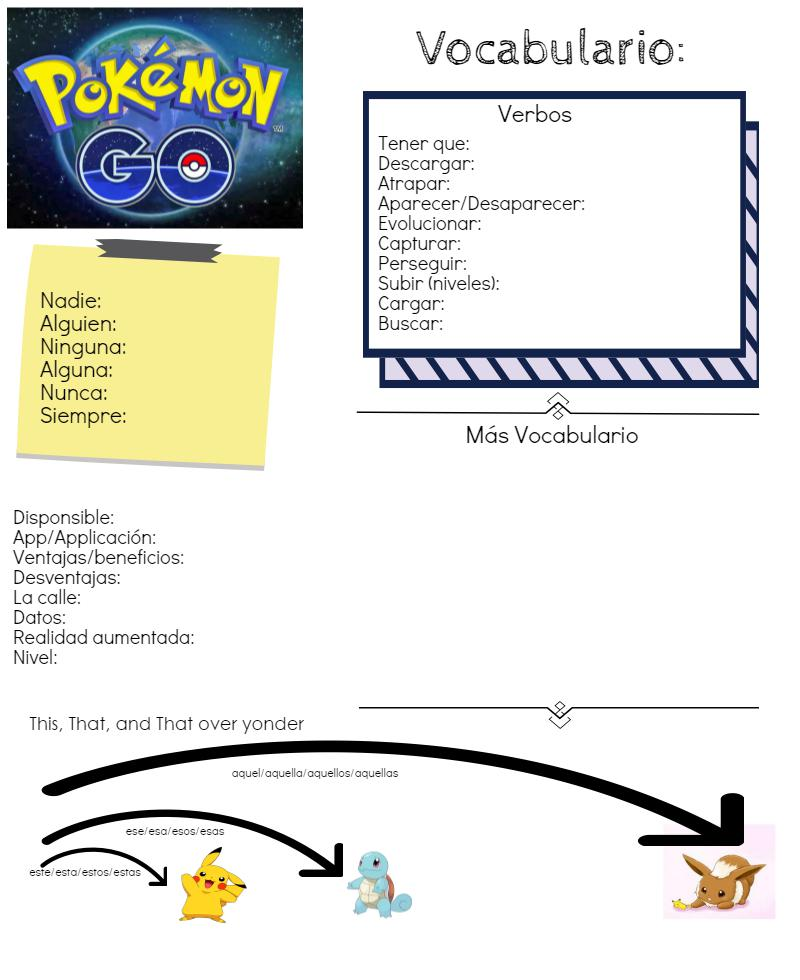 POKéMON
GO
TM
Vocabulario:
Verbos
Tener que:
Descargar:
Atrapar:
Aparecer/Desaparecer:
Evolucionar:
Capturar:
Perseguir:
Subir (niveles):
Cargar:
Buscar:
Nadie:
Alguien:
Ninguna:
Alguna:
Nunca:
Siempre:
Más Vocabulario
Disponsible:
App/Applicación:
Ventajas/beneficios:
Desventajas:
La calle:
Datos:
Realidad aumentada:
Nivel:
This, That, and That over yonder
aquel/aquella/aquellos/aquellas
ese/esa/esos/esas
este/esta/estos/estas